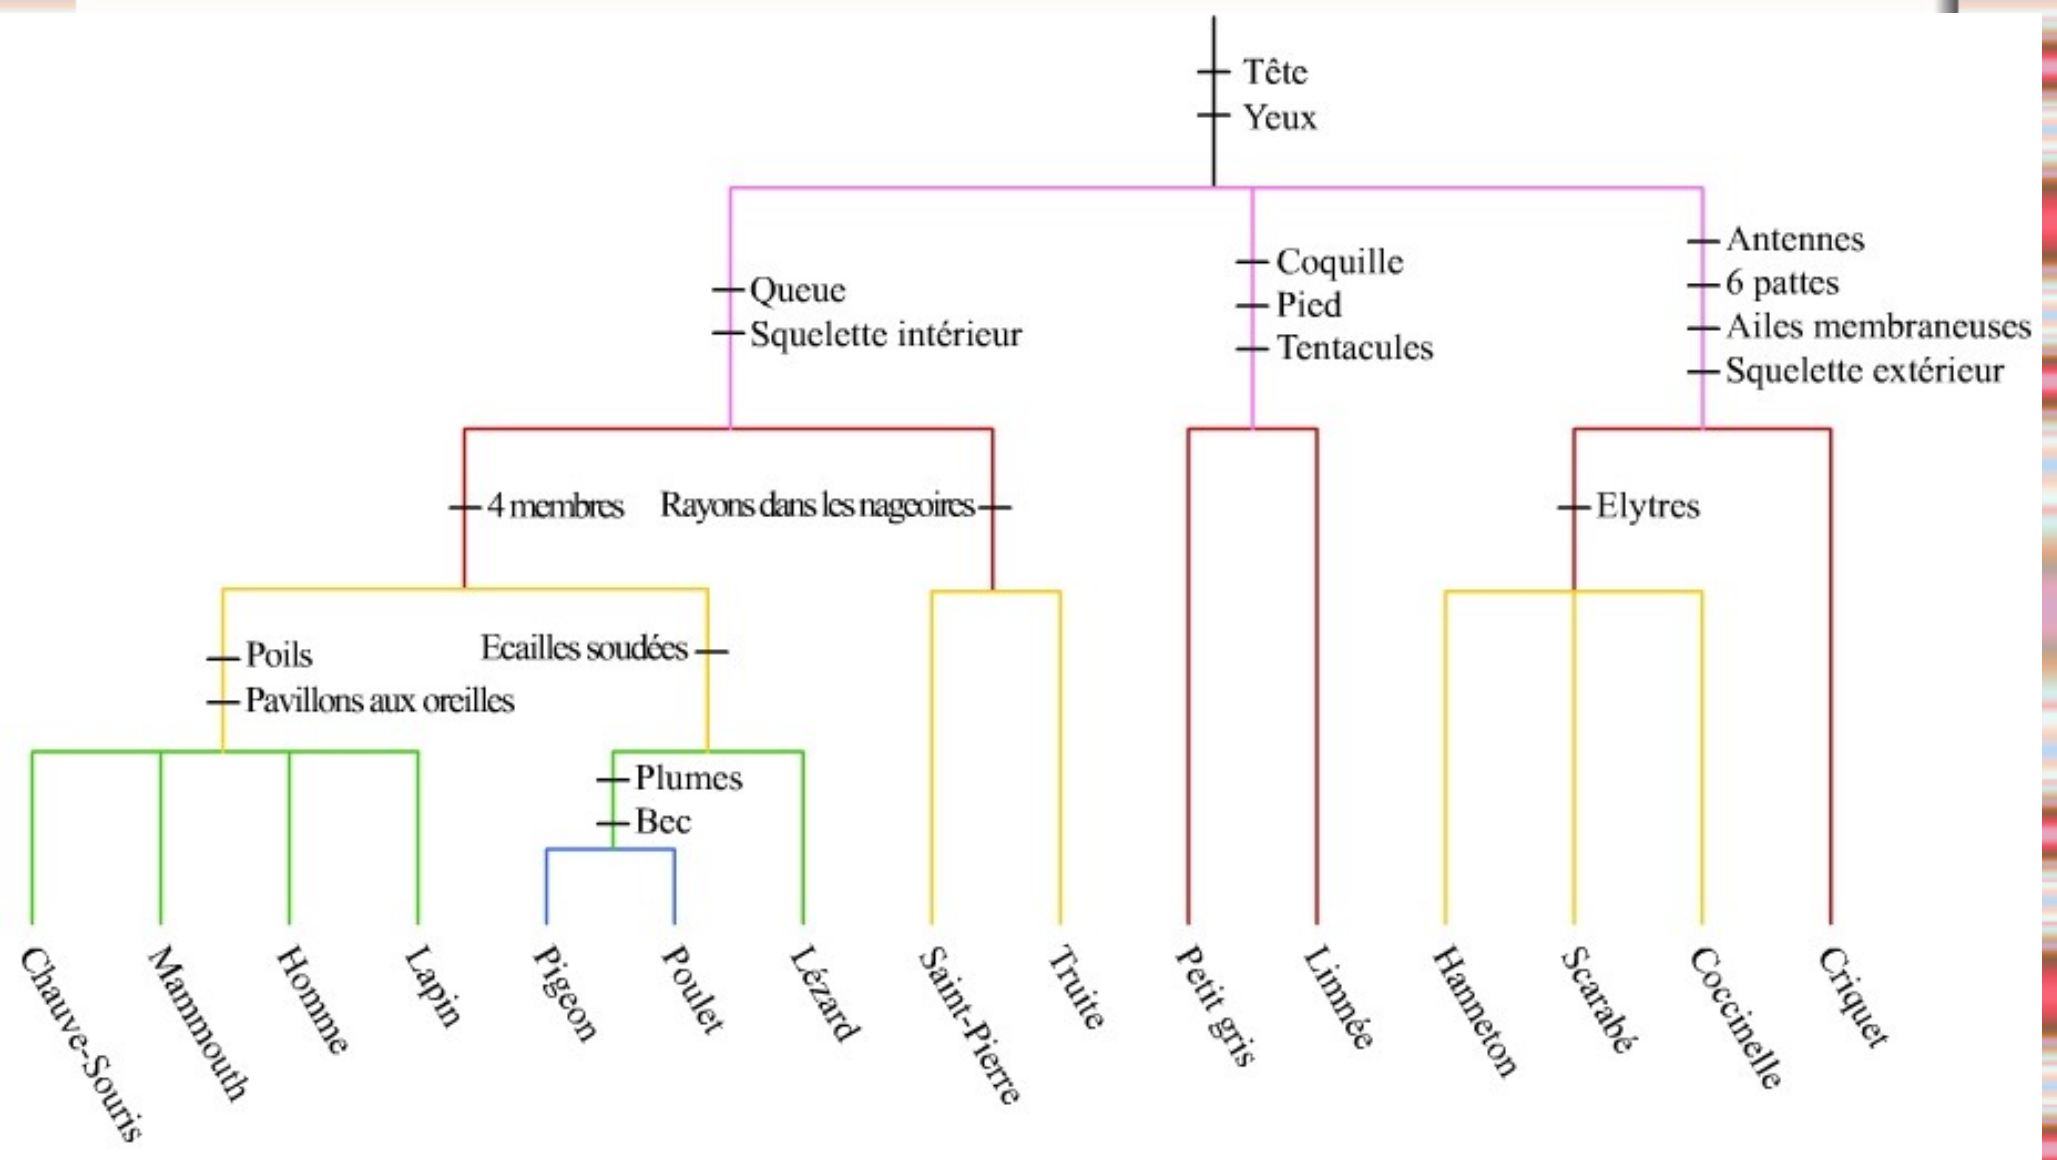 Tête
Yeux
Queue
Squelette intérieur
Coquille
Pied
Tentacules
Antennes
6 pattes
Ailes membraneuses
Squelette extérieur
4 membres
Rayons dans les nageoires
Elytres
Poils
Pavillons aux oreilles
Ecailles soudées
Plumes
Bec
Chauve-Souris
Mammouth
Homme
Lapin
Pigeon
Poulet
Lézard
Saint-Pierre
Truite
Petit gris
Limnée
Hanneton
Scarabé
Coccinelle
Criquet